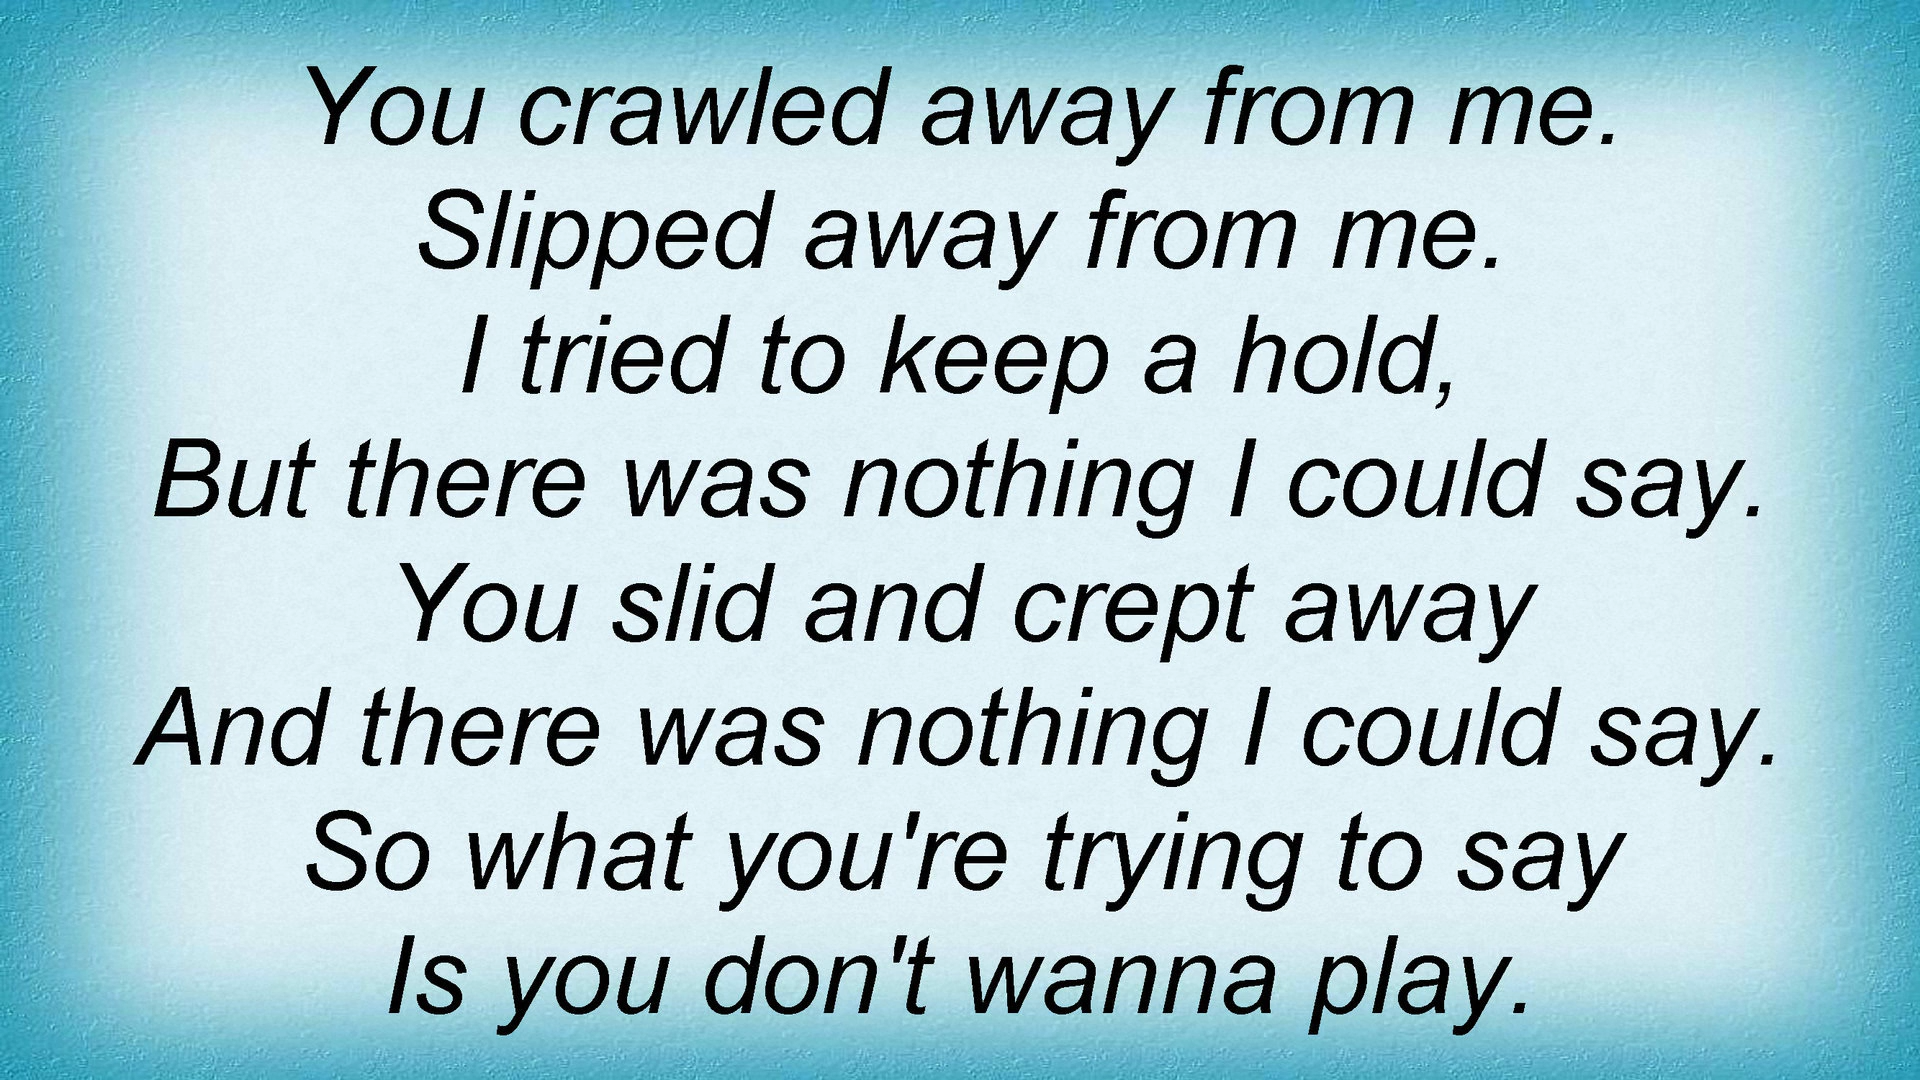 You crawled away from me.
Slipped away from me.
I tried to keep a hold,
But there was nothing I could say.
You slid and crept away
And there was nothing I could say.
So what you're trying to say
Is you don't wanna play.